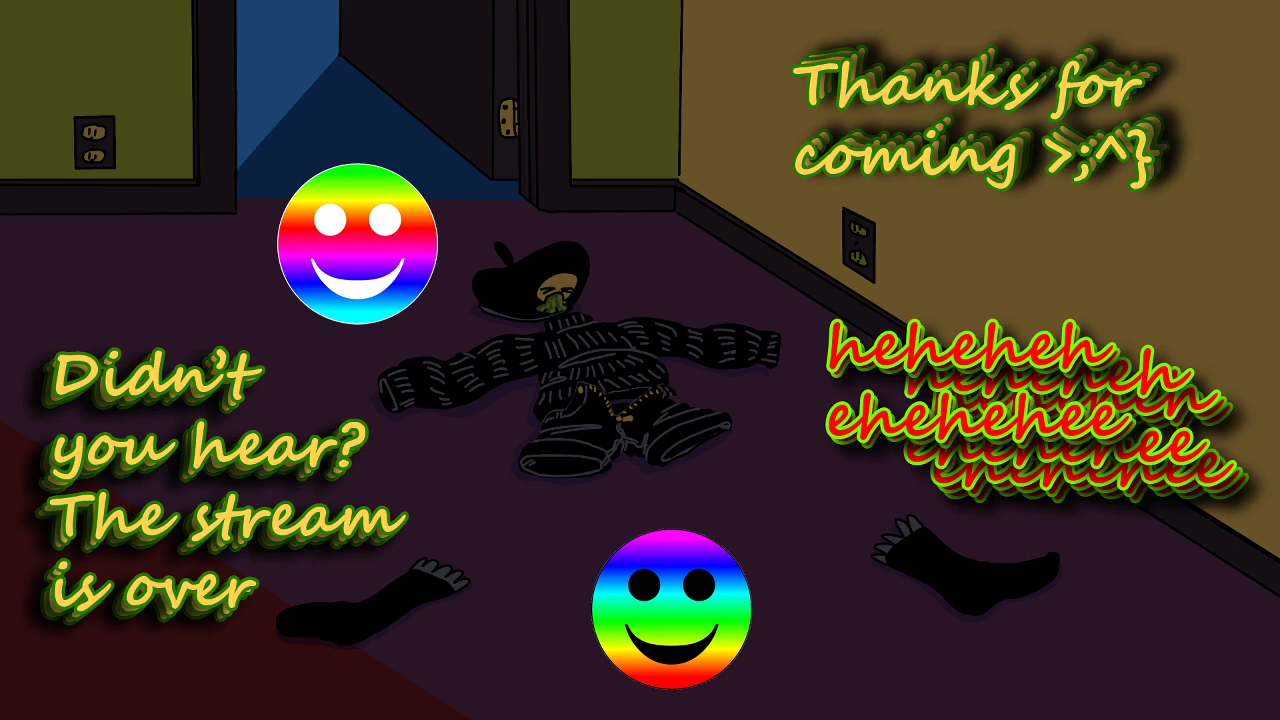 Thanks for
coming >;^}
Didn't
you hear?
The stream
is over
heheheh
ehehehee